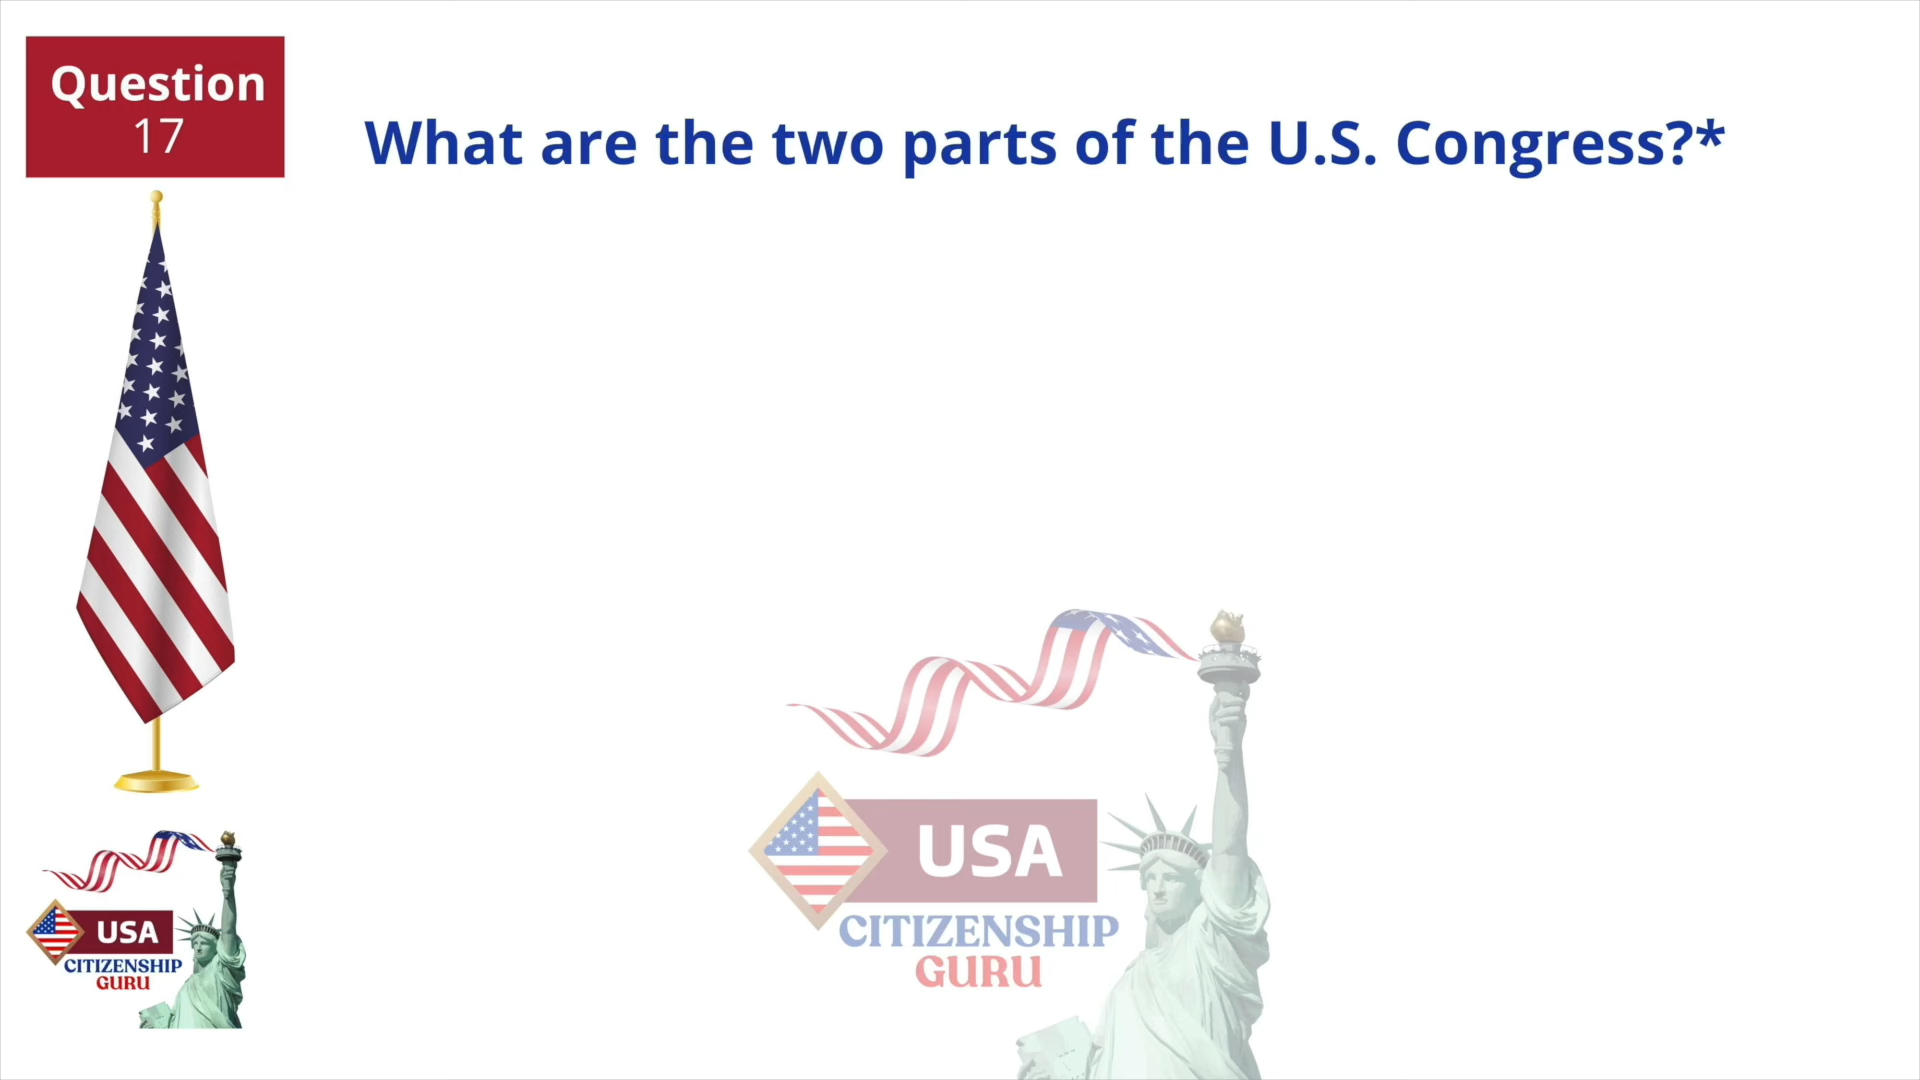 Question
17
What are the two parts of the U.S. Congress?*
USA
CITIZENSHIP
GURU
USA
CITIZENSHIP
GURU